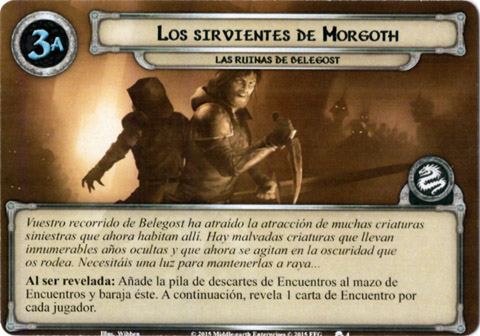 3A
Los sirvientes de Morgoth
Las ruinas de Belegost
Vuestro recorrido de Belegost ha atraído la atracción de muchas criaturas
siniestras que ahora habitan allí. Hay malvadas criaturas que llevan
innumerables años ocultas y que ahora se agitan en la oscuridad que
os rodea. Necesitáis una luz para mantenerlas a raya...
Al ser revelada: Añade la pila de descartes de Encuentros al mazo de
Encuentros y baraja éste. A continuación, revela 1 carta de Encuentro por
cada jugador.
Illus. Wibben © 2015 Middle-earth Enterprises © 2015 FFG